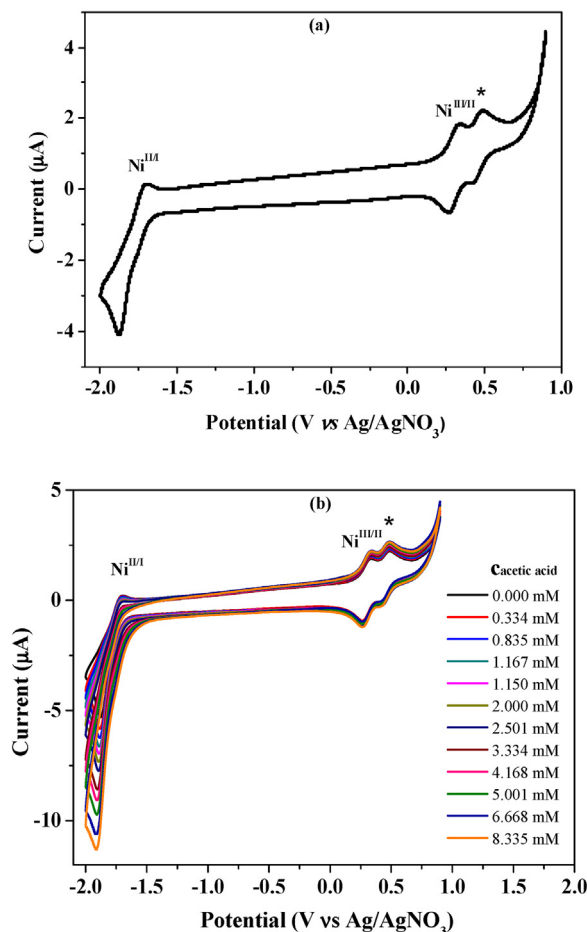 (a)
4
2
0
-2
-4
Current (µA)
Ni^II/I
Ni^III/II
*
-2.0 -1.5 -1.0 -0.5 0.0 0.5 1.0
Potential (V vs Ag/AgNO₃)
(b)
5
0
-5
-10
Current (µA)
Ni^II/I
Ni^III/II
*
c acetic acid
0.000 mM
0.334 mM
0.835 mM
1.167 mM
1.150 mM
2.000 mM
2.501 mM
3.334 mM
4.168 mM
5.001 mM
6.668 mM
8.335 mM
-2.0 -1.5 -1.0 -0.5 0.0 0.5 1.0 1.5 2.0
Potential (V vs Ag/AgNO₃)